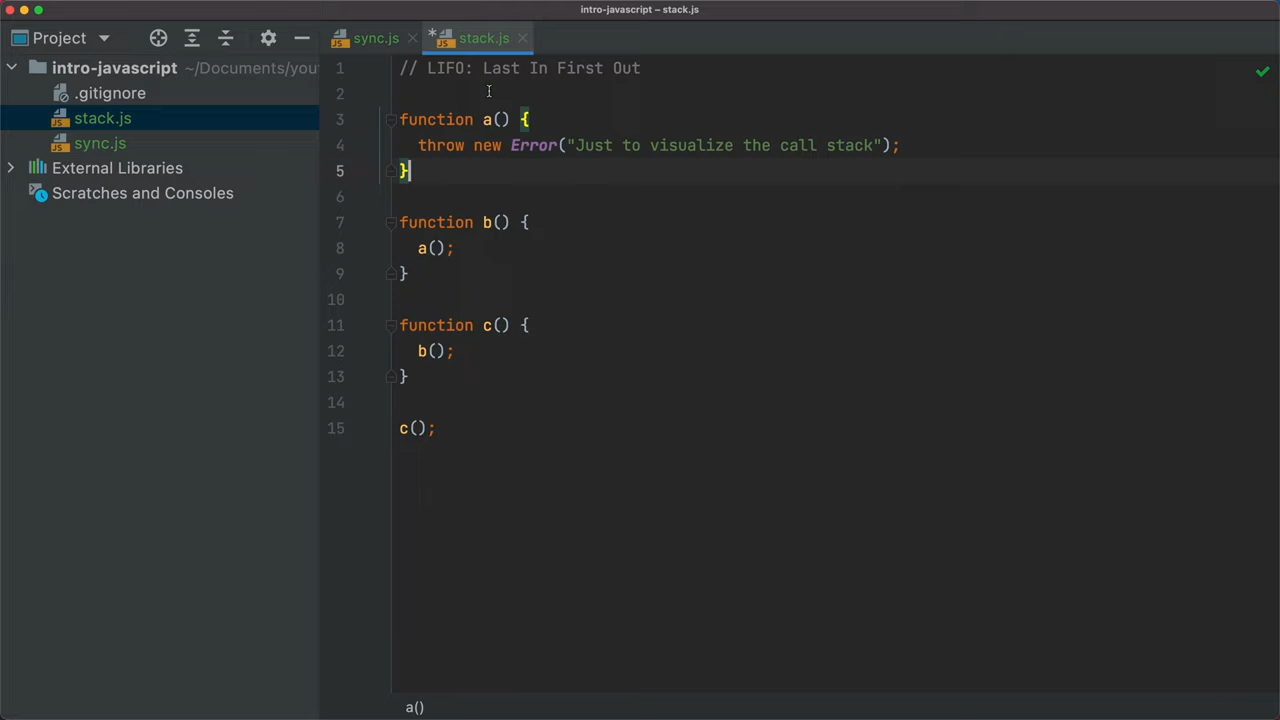 intro-javascript – stack.js
Project
sync.js
* stack.js
intro-javascript ~/Documents/you
.gitignore
stack.js
sync.js
External Libraries
Scratches and Consoles
1 // LIFO: Last In First Out
2
3 function a() {
4 throw new Error("Just to visualize the call stack");
5 }
6
7 function b() {
8 a();
9 }
10
11 function c() {
12 b();
13 }
14
15 c();
a()